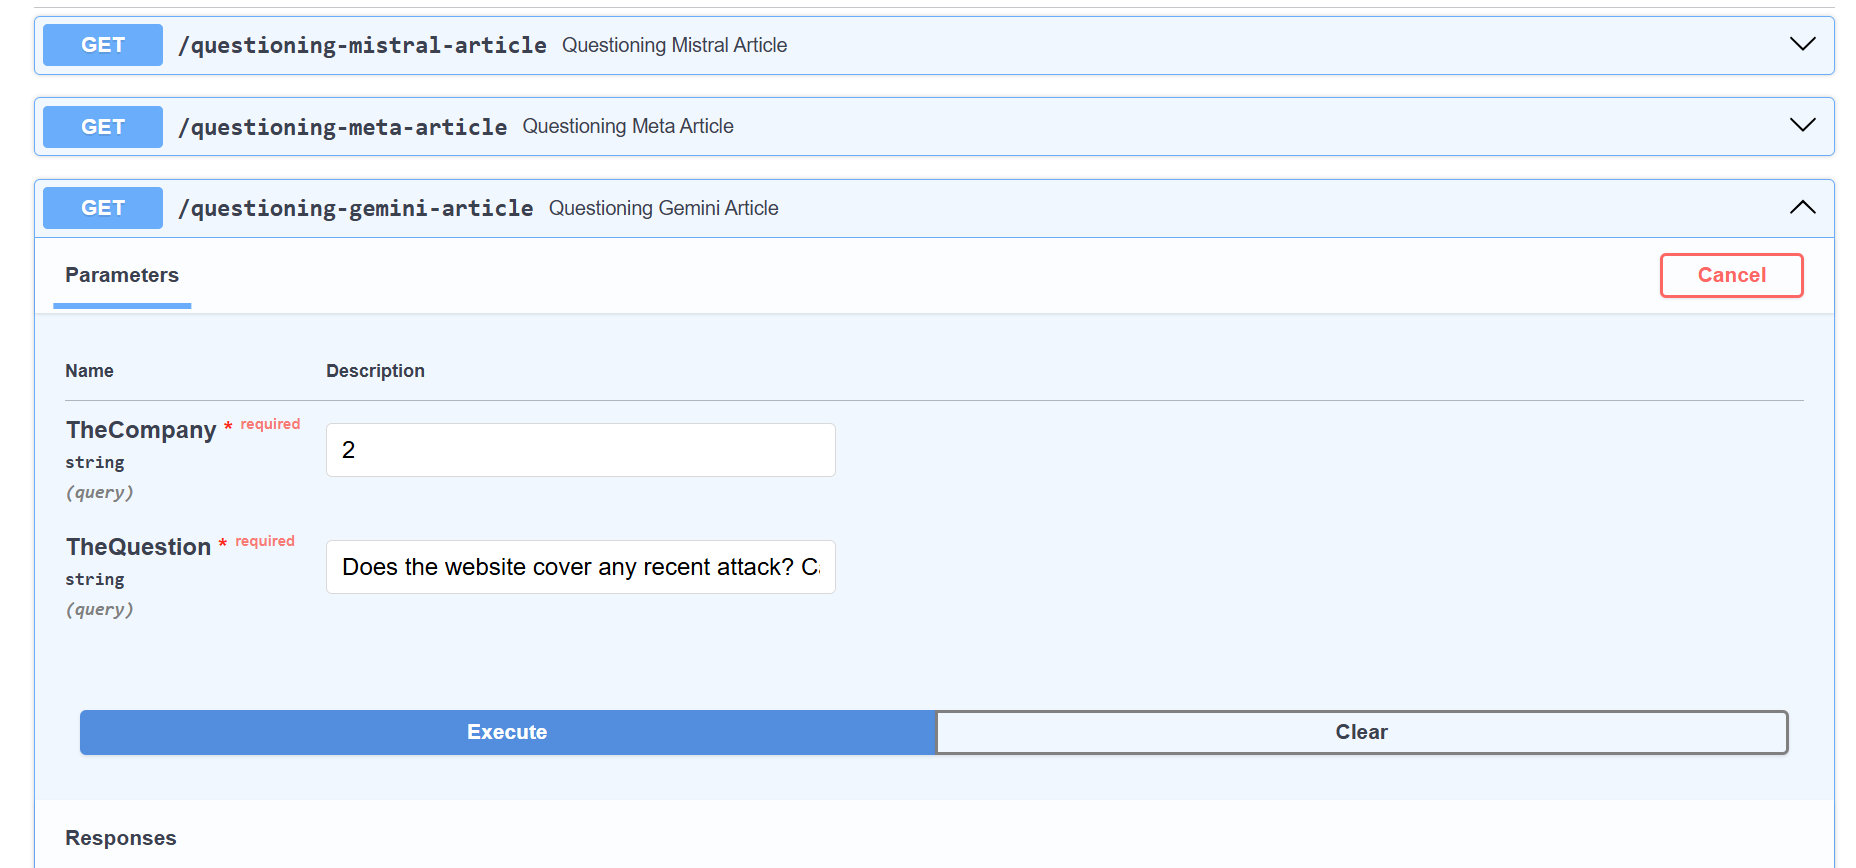 GET /questioning-mistral-article Questioning Mistral Article
GET /questioning-meta-article Questioning Meta Article
GET /questioning-gemini-article Questioning Gemini Article
Parameters
Cancel
Name Description
TheCompany * required
string
(query)
2
TheQuestion * required
string
(query)
Does the website cover any recent attack?
Execute
Clear
Responses